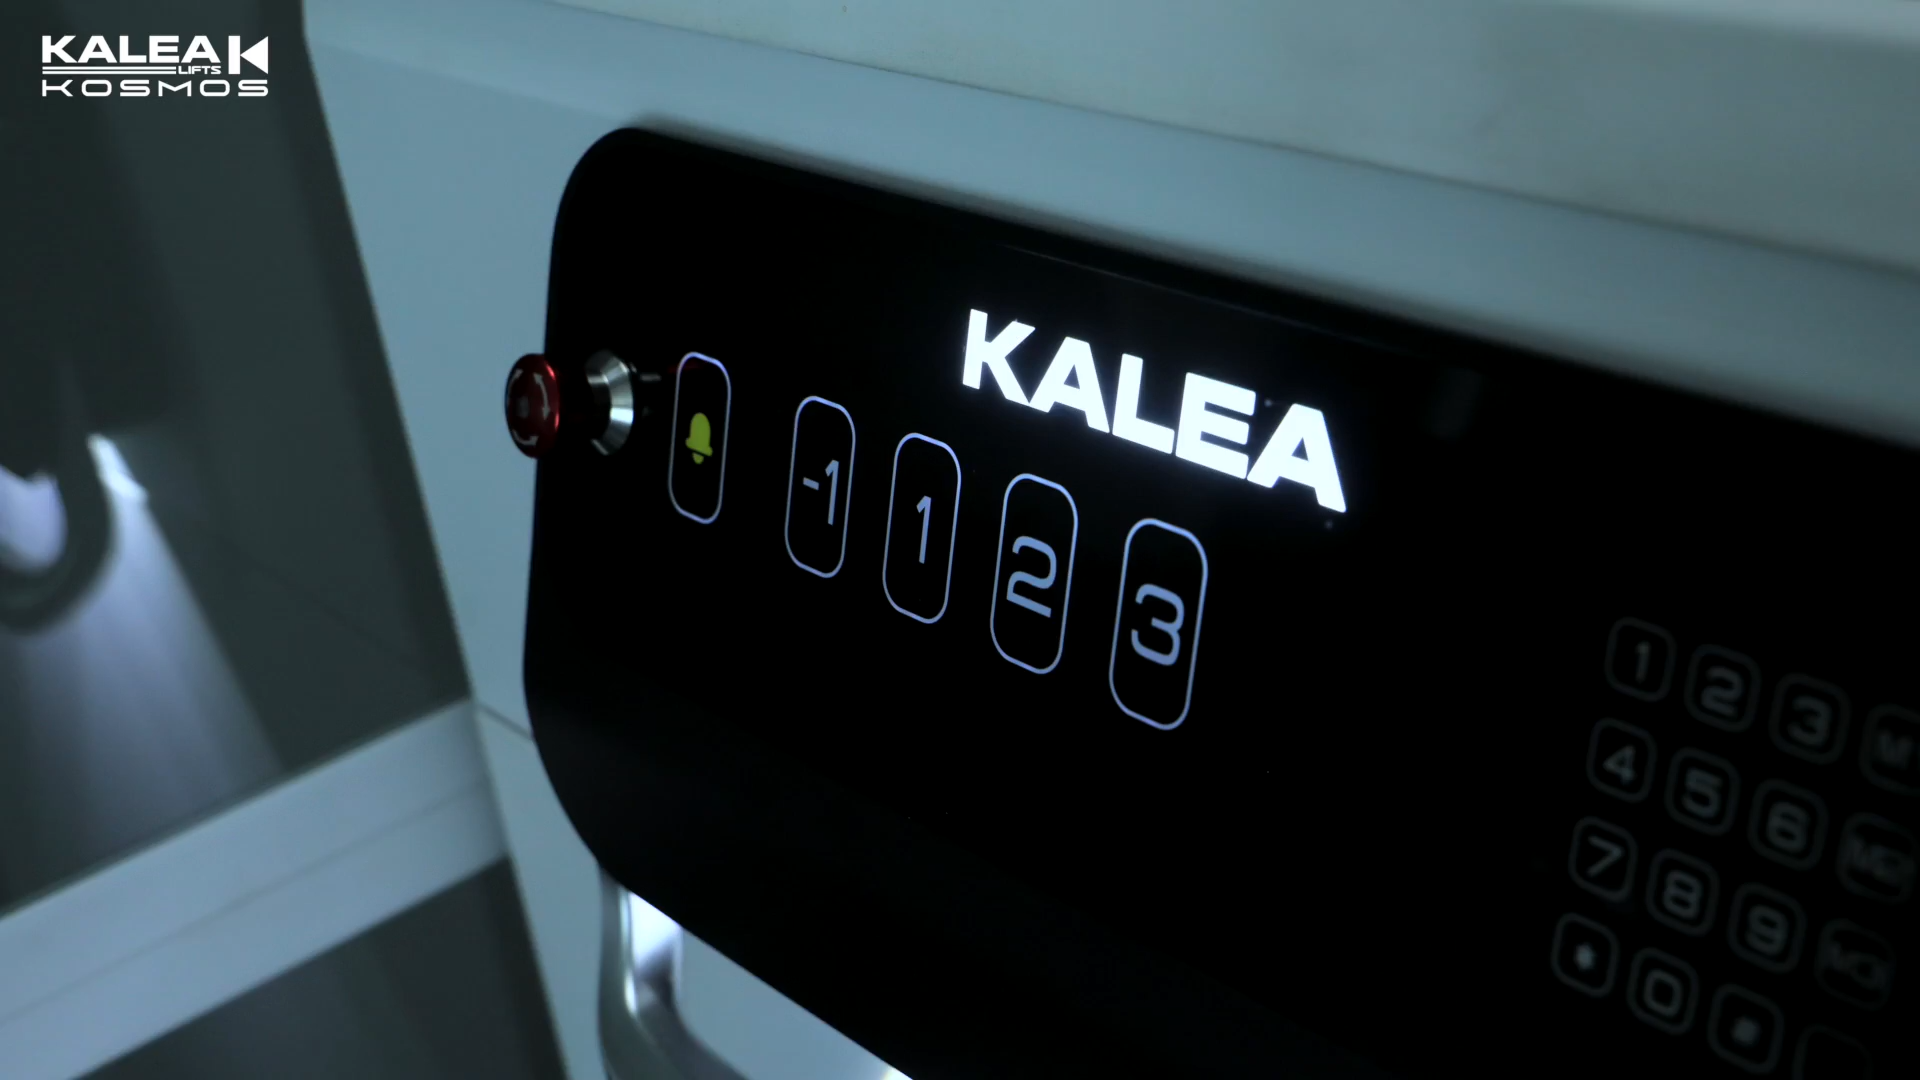 KALEA
LIFTS
KOSMOS
KALEA
-1 1 2 3
1 2 3
4 5 6
7 8 9
* 0